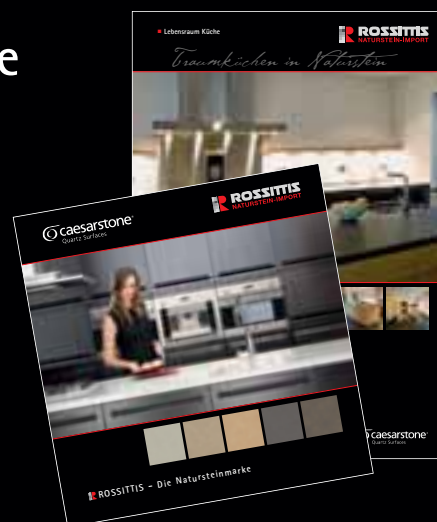 e
Lebensraum Küche
ROSSITTIS
NATURSTEIN-IMPORT
Traumküchen in Naturstein
caesarstone
Quartz Surfaces
ROSSITTIS
NATURSTEIN-IMPORT
caesarstone
Quartz Surfaces
ROSSITTIS – Die Natursteinmarke